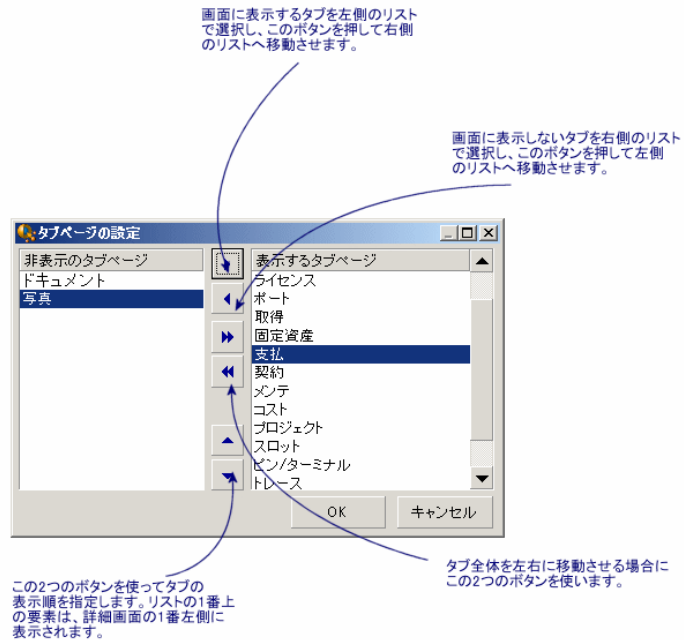 画面に表示するタブを左側のリスト
で選択し、このボタンを押して右側
のリストへ移動させます。
画面に表示しないタブを右側のリスト
で選択し、このボタンを押して左側
のリストへ移動させます。
タブページの設定
非表示のタブページ
ドキュメント
写真
表示するタブページ
ライセンス
ポート
取得
固定資産
支払
契約
メンテ
コスト
プロジェクト
スロット
ピン/ターミナル
トレース
OK
キャンセル
タブ全体を左右に移動させる場合に
この2つのボタンを使います。
この2つのボタンを使ってタブの
表示順を指定します。リストの1番上
の要素は、詳細画面の1番左側に
表示されます。